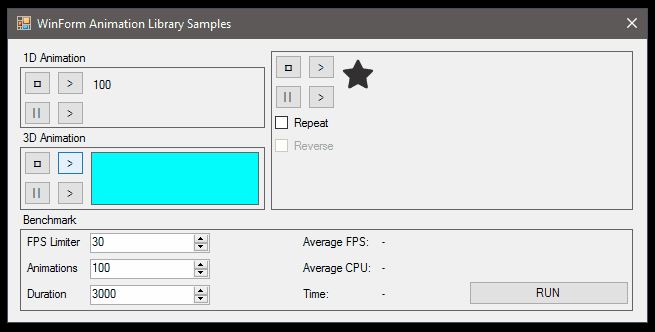 WinForm Animation Library Samples
1D Animation
>
100
>
3D Animation
>
>
>
>
Repeat
Reverse
Benchmark
FPS Limiter 30 Average FPS: -
Animations 100 Average CPU: -
Duration 3000 Time: - RUN